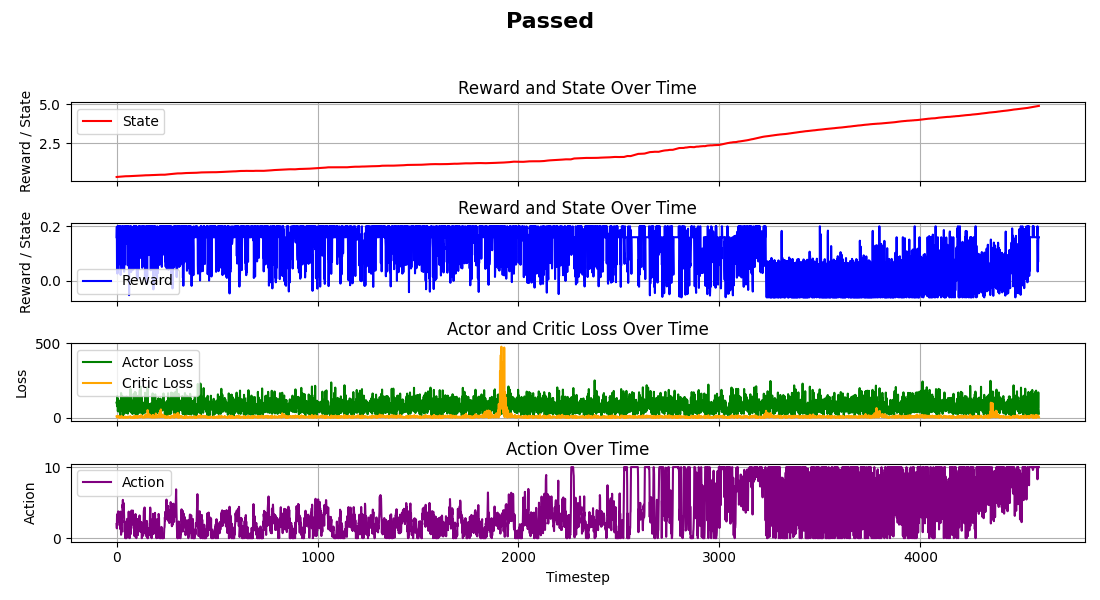 Passed
Reward and State Over Time
Reward / State
5.0
2.5
State
Reward and State Over Time
Reward / State
0.2
0.0
Reward
Actor and Critic Loss Over Time
Loss
500
0
Actor Loss
Critic Loss
Action Over Time
Action
10
0
Action
0 1000 2000 3000 4000
Timestep